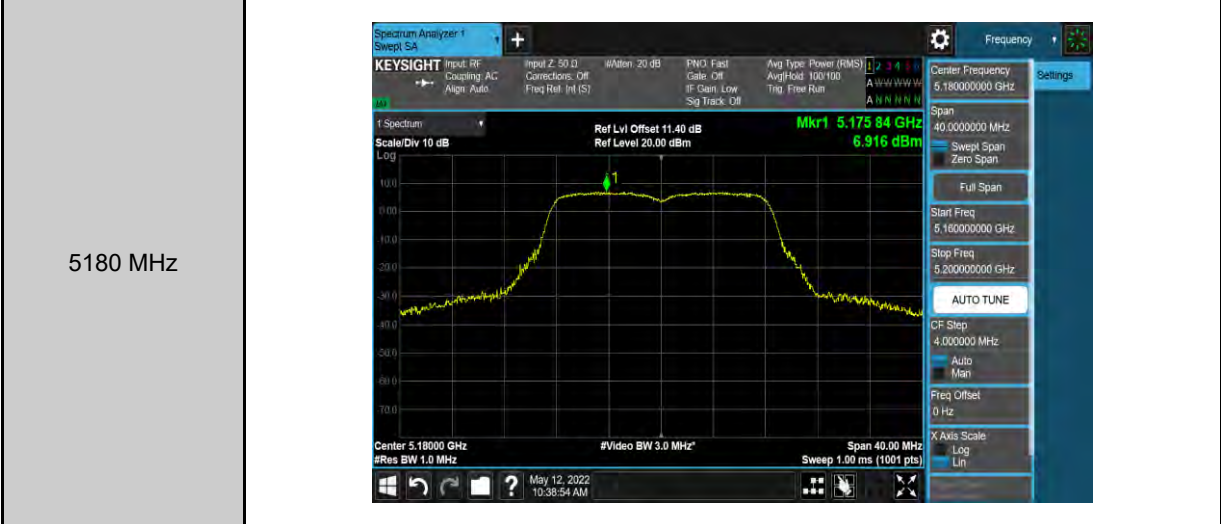 5180 MHz
Spectrum Analyzer 1
Swept SA
+
Frequency
KEYSIGHT
Input: RF
Coupling: AC
Align: Auto
Input Z: 50 Ω
Corrections: Off
Freq Ref: Int (S)
#Atten: 20 dB
PNO: Fast
Gate: Off
IF Gain: Low
Sig Track: Off
Avg Type: Power (RMS)
Avg|Hold: 100/100
Trig: Free Run
1 2 3 4 5 6
A W W W W W
A N N N N N
1 Spectrum
Scale/Div 10 dB
Log
Ref Lvl Offset 11.40 dB
Ref Level 20.00 dBm
Mkr1 5.175 84 GHz
6.916 dBm
1
10.0
0.00
-10.0
-20.0
-30.0
-40.0
-50.0
-60.0
-70.0
Center 5.18000 GHz
#Res BW 1.0 MHz
#Video BW 3.0 MHz*
Span 40.00 MHz
Sweep 1.00 ms (1001 pts)
?
May 12, 2022
10:38:54 AM
Center Frequency
5.180000000 GHz
Settings
Span
40.0000000 MHz
Swept Span
Zero Span
Full Span
Start Freq
5.160000000 GHz
Stop Freq
5.200000000 GHz
AUTO TUNE
CF Step
4.000000 MHz
Auto
Man
Freq Offset
0 Hz
X Axis Scale
Log
Lin